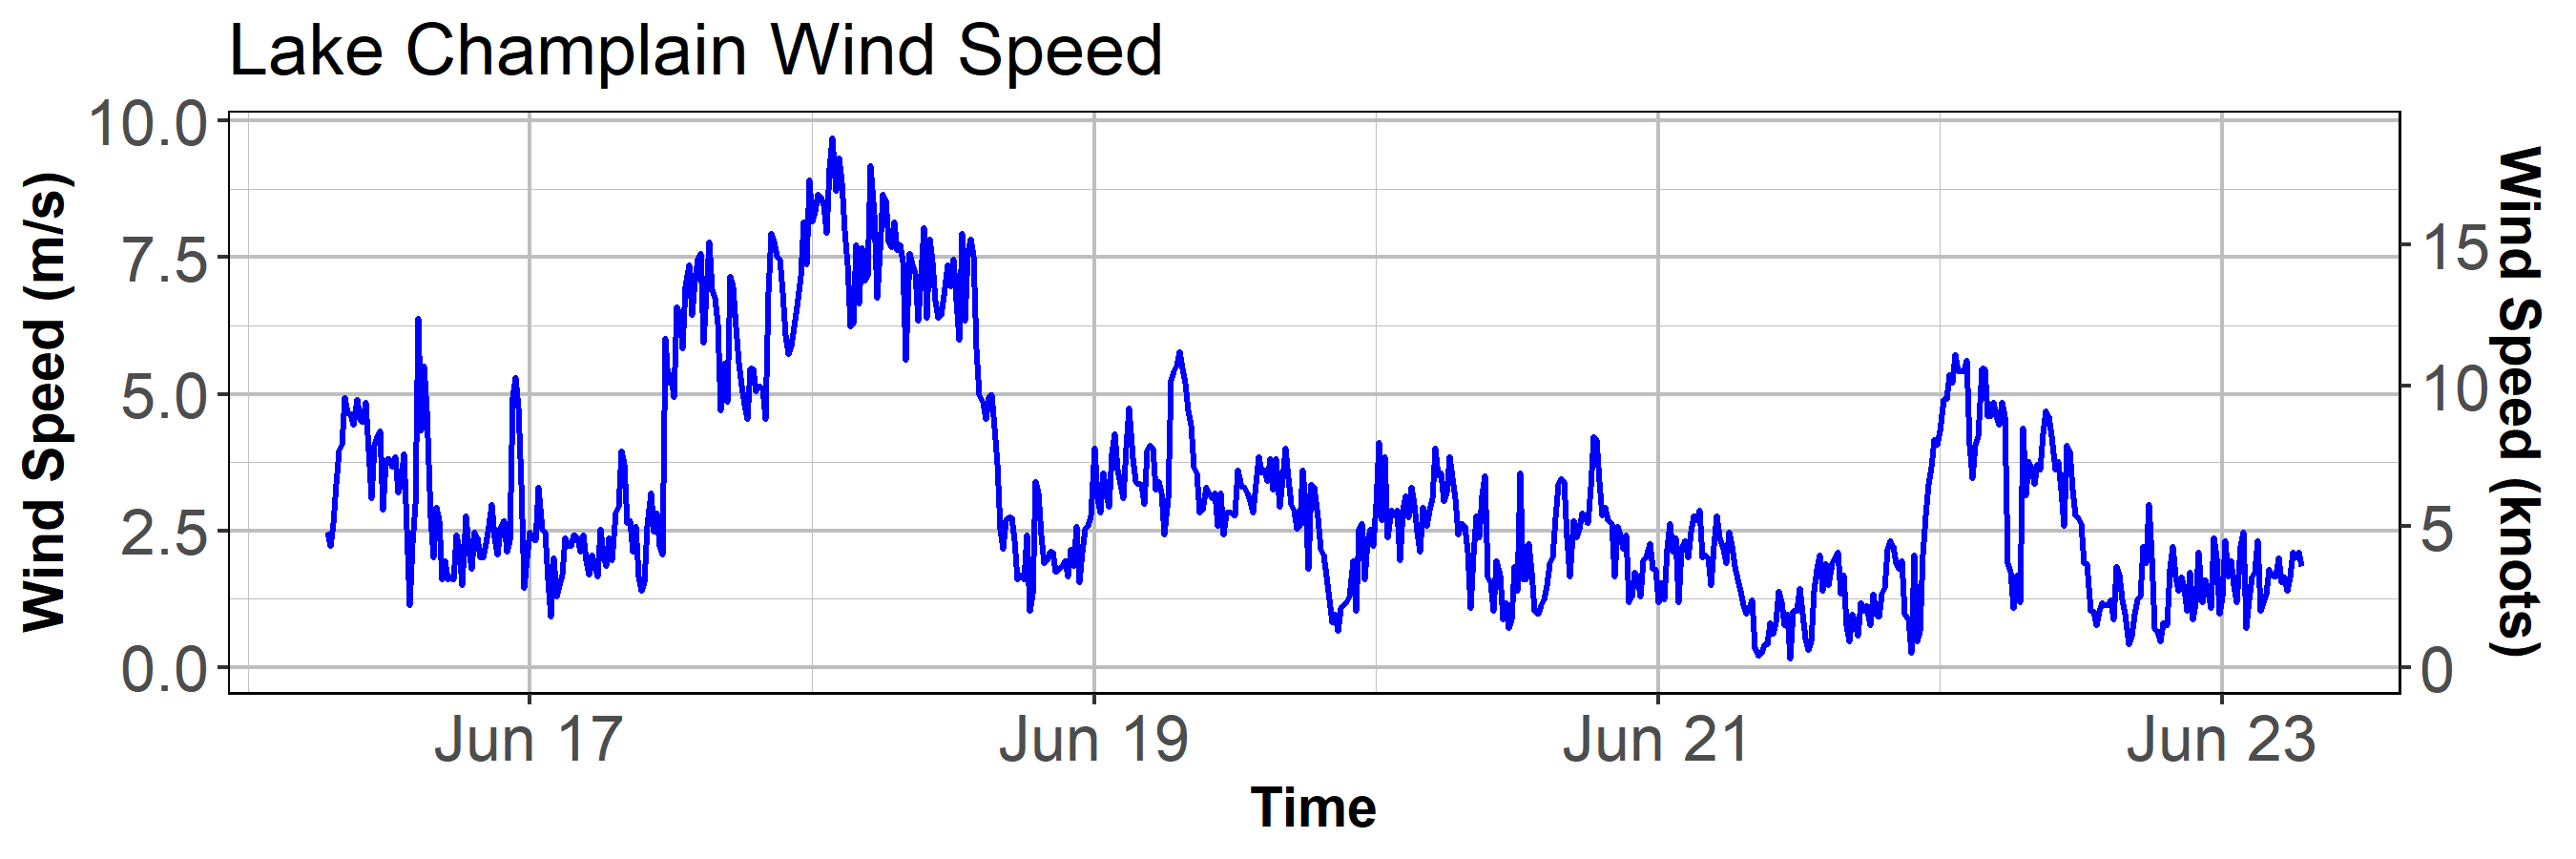 Lake Champlain Wind Speed
Wind Speed (m/s)
10.0
7.5
5.0
2.5
0.0
Wind Speed (knots)
15
10
5
0
Jun 17
Jun 19
Jun 21
Jun 23
Time